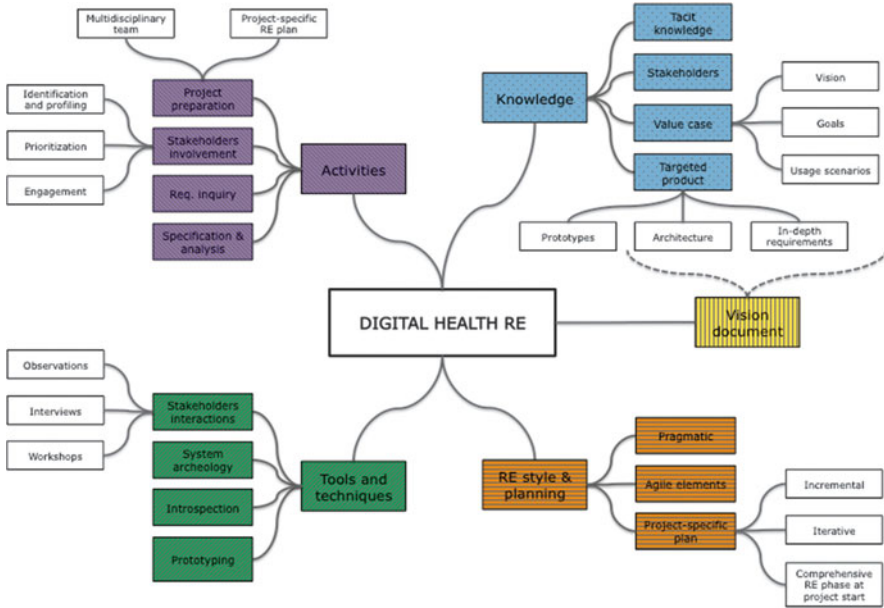 Multidisciplinary
team
Project-specific
RE plan
Project
preparation
Identification
and profiling
Prioritization
Engagement
Stakeholders
involvement
Req. inquiry
Specification &
analysis
Activities
Knowledge
Tacit
knowledge
Stakeholders
Value case
Targeted
product
Vision
Goals
Usage scenarios
Prototypes
Architecture
In-depth
requirements
DIGITAL HEALTH RE
Vision
document
Observations
Interviews
Workshops
Stakeholders
interactions
System
archeology
Introspection
Prototyping
Tools and
techniques
RE style &
planning
Pragmatic
Agile elements
Project-specific
plan
Incremental
Iterative
Comprehensive
RE phase at
project start